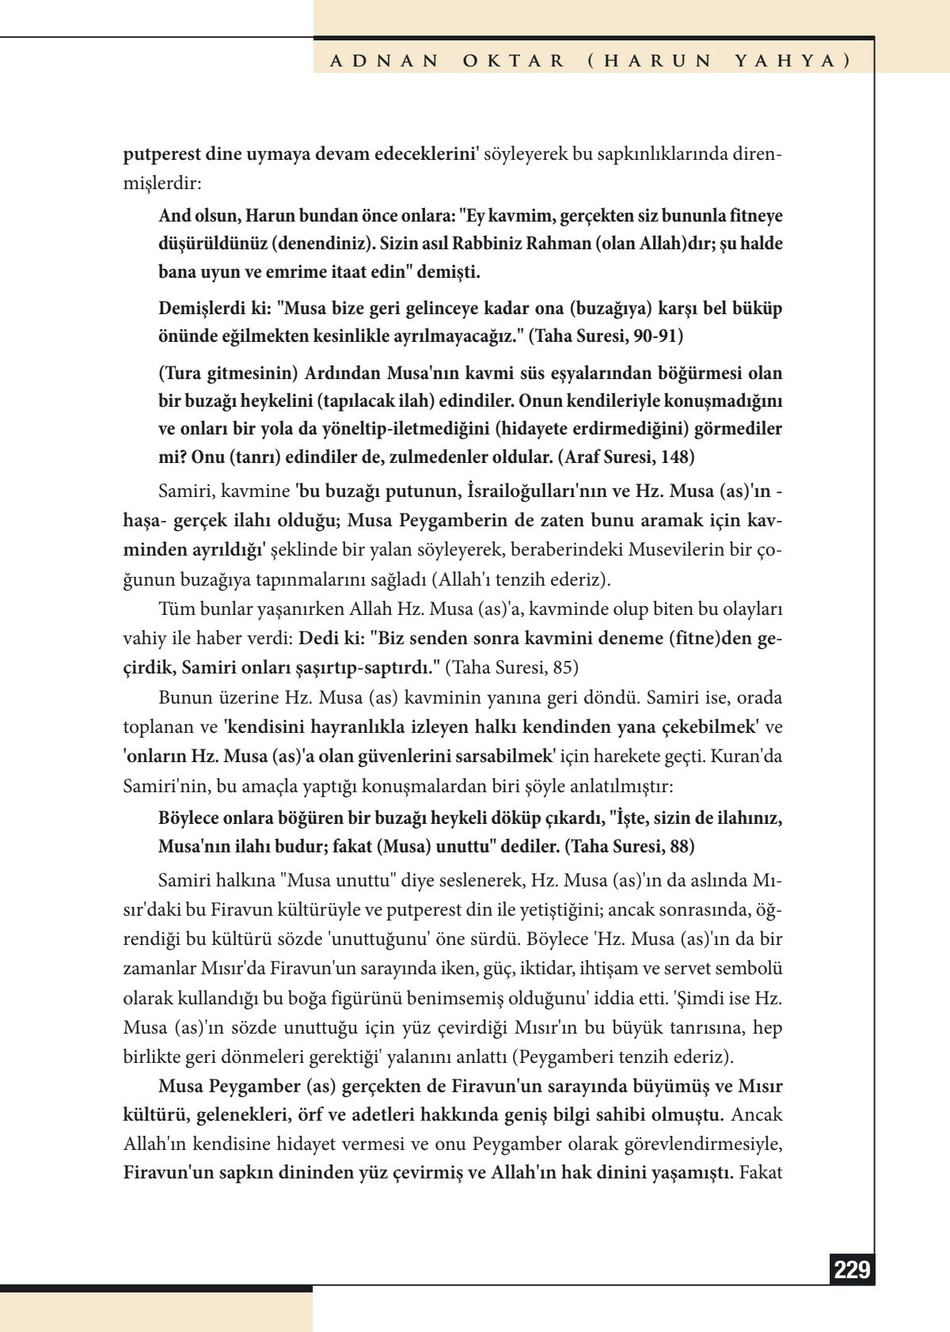 ADNAN OKTAR (HARUN YAHYA)
putperest dine uymaya devam edeceklerini' söyleyerek bu sapkınlıklarında diren-
mişlerdir:
And olsun, Harun bundan önce onlara: "Ey kavmim, gerçekten siz bununla fitneye
düşürüldünüz (denendiniz). Sizin asıl Rabbiniz Rahman (olan Allah)dır; şu halde
bana uyun ve emrime itaat edin" demişti.
Demişlerdi ki: "Musa bize geri gelinceye kadar ona (buzağıya) karşı bel büküp
önünde eğilmekten kesinlikle ayrılmayacağız." (Taha Suresi, 90-91)
(Tura gitmesinin) Ardından Musa'nın kavmi süs eşyalarından böğürmesi olan
bir buzağı heykelini (tapılacak ilah) edindiler. Onun kendileriyle konuşmadığını
ve onları bir yola da yöneltip-iletmediğini (hidayete erdirmediğini) görmediler
mi? Onu (tanrı) edindiler de, zulmedenler oldular. (Araf Suresi, 148)
Samiri, kavmine 'bu buzağı putunun, İsrailoğulları'nın ve Hz. Musa (as)'ın -
haşa- gerçek ilahı olduğu; Musa Peygamberin de zaten bunu aramak için kav-
minden ayrıldığı' şeklinde bir yalan söyleyerek, beraberindeki Musevilerin bir ço-
ğunun buzağıya tapınmalarını sağladı (Allah'ı tenzih ederiz).
Tüm bunlar yaşanırken Allah Hz. Musa (as)'a, kavminde olup biten bu olayları
vahiy ile haber verdi: Dedi ki: "Biz senden sonra kavmini deneme (fitne)den ge-
çirdik, Samiri onları şaşırtıp-saptırdı." (Taha Suresi, 85)
Bunun üzerine Hz. Musa (as) kavminin yanına geri döndü. Samiri ise, orada
toplanan ve 'kendisini hayranlıkla izleyen halkı kendinden yana çekebilmek' ve
'onların Hz. Musa (as)'a olan güvenlerini sarsabilmek' için harekete geçti. Kuran'da
Samiri'nin, bu amaçla yaptığı konuşmalardan biri şöyle anlatılmıştır:
Böylece onlara böğüren bir buzağı heykeli döküp çıkardı, "İşte, sizin de ilahınız,
Musa'nın ilahı budur; fakat (Musa) unuttu" dediler. (Taha Suresi, 88)
Samiri halkına "Musa unuttu" diye seslenerek, Hz. Musa (as)'ın da aslında Mı-
sır'daki bu Firavun kültürüyle ve putperest din ile yetiştiğini; ancak sonrasında, öğ-
rendiği bu kültürü sözde 'unuttuğunu' öne sürdü. Böylece 'Hz. Musa (as)'ın da bir
zamanlar Mısır'da Firavun'un sarayında iken, güç, iktidar, ihtişam ve servet sembolü
olarak kullandığı bu boğa figürünü benimsemiş olduğunu' iddia etti. 'Şimdi ise Hz.
Musa (as)'ın sözde unuttuğu için yüz çevirdiği Mısır'ın bu büyük tanrısına, hep
birlikte geri dönmeleri gerektiği' yalanını anlattı (Peygamberi tenzih ederiz).
Musa Peygamber (as) gerçekten de Firavun'un sarayında büyümüş ve Mısır
kültürü, gelenekleri, örf ve adetleri hakkında geniş bilgi sahibi olmuştu. Ancak
Allah'ın kendisine hidayet vermesi ve onu Peygamber olarak görevlendirmesiyle,
Firavun'un sapkın dininden yüz çevirmiş ve Allah'ın hak dinini yaşamıştı. Fakat
229